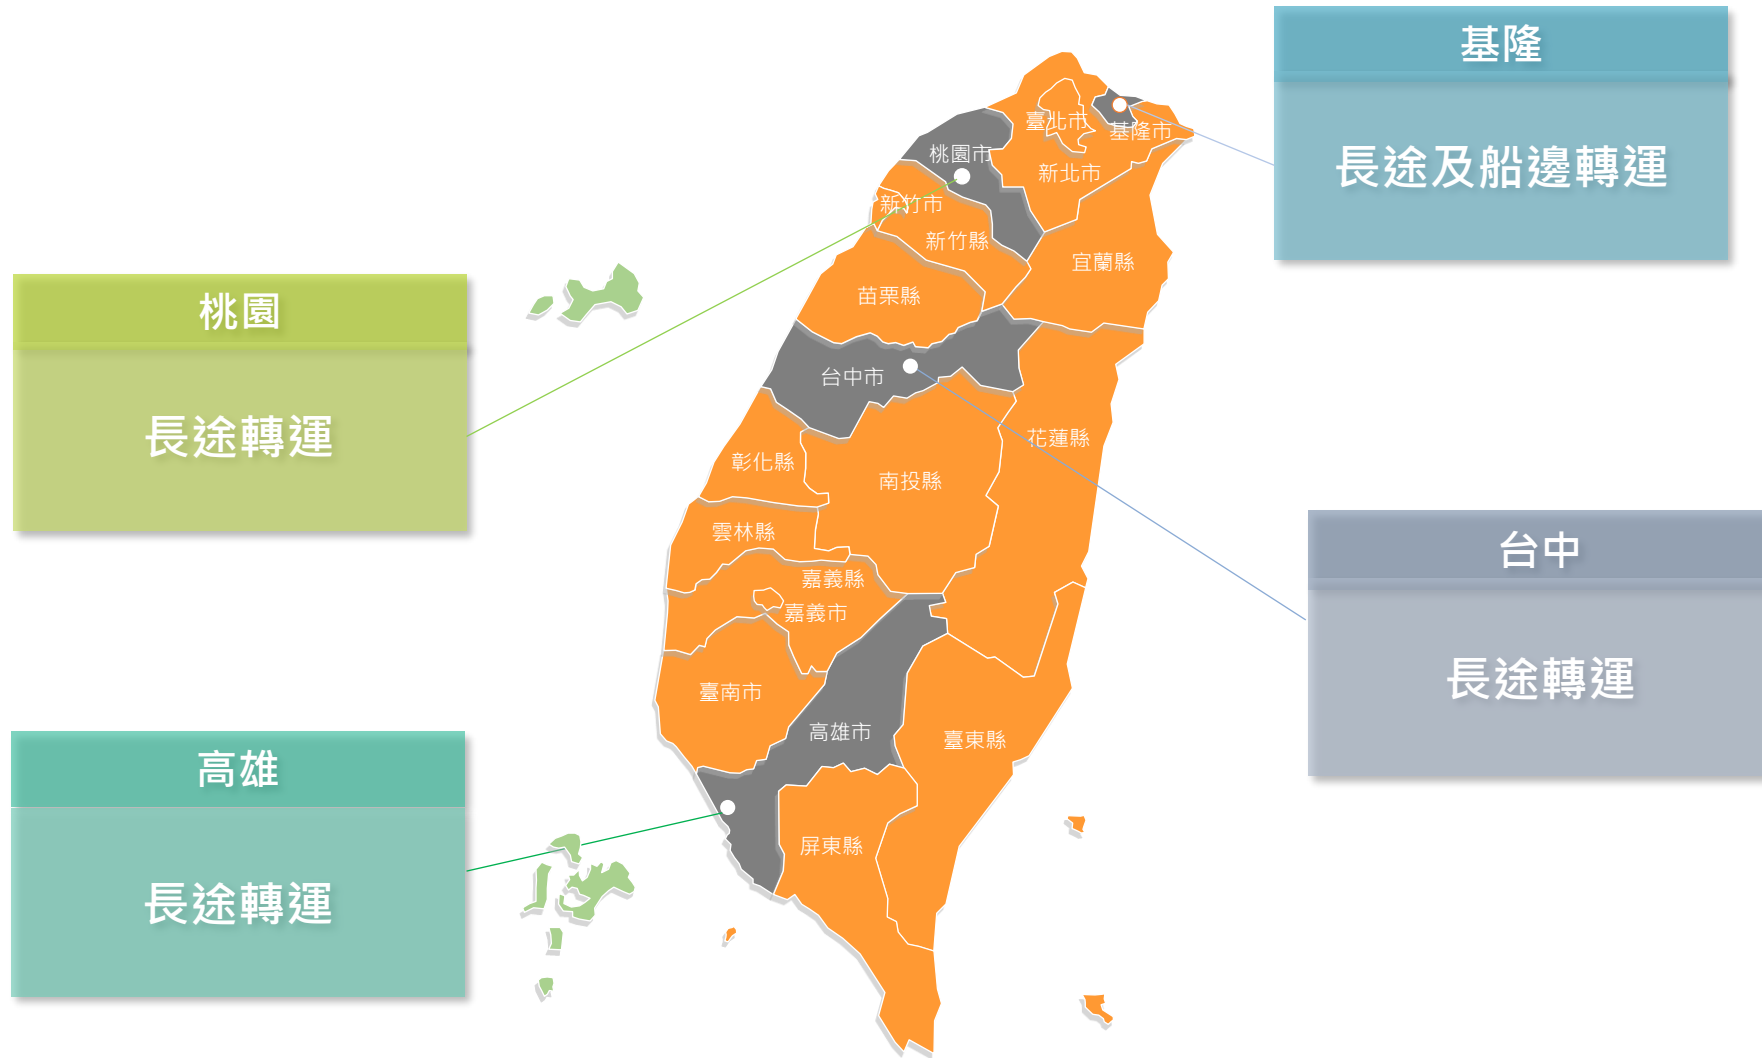 基隆
長途及船邊轉運
桃園
長途轉運
台中
長途轉運
高雄
長途轉運
臺北市
基隆市
桃園市
新北市
新竹市
新竹縣
宜蘭縣
苗栗縣
台中市
花蓮縣
彰化縣
南投縣
雲林縣
嘉義縣
嘉義市
臺南市
高雄市
臺東縣
屏東縣